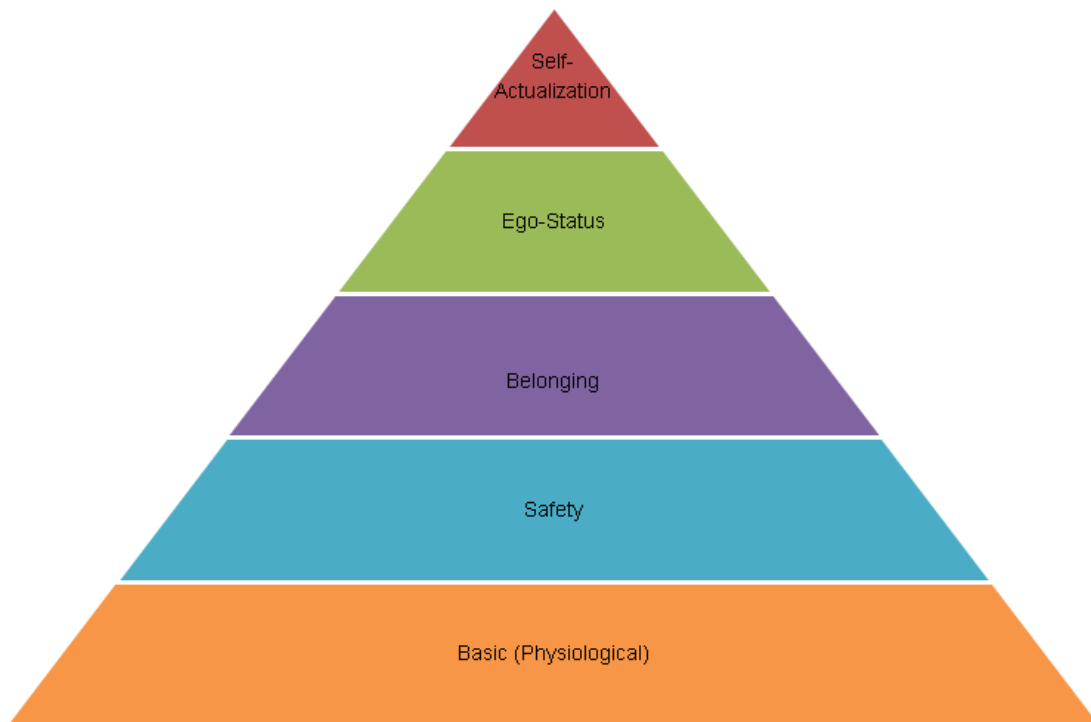 Self-
Actualization
Ego-Status
Belonging
Safety
Basic (Physiological)